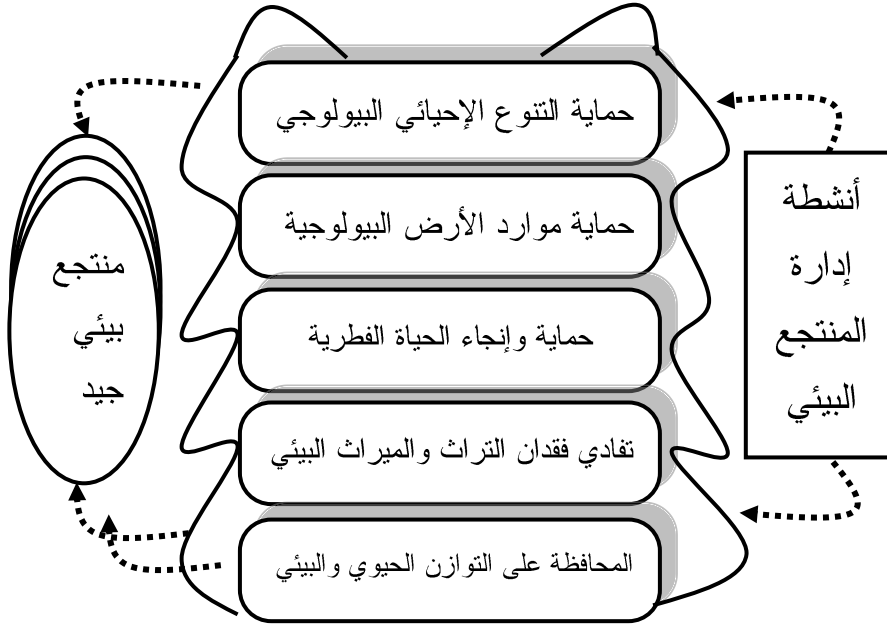 أنشطة
إدارة
المنتجع
البيئي
حماية التنوع الإحيائي البيولوجي
حماية موارد الأرض البيولوجية
حماية وإنجاء الحياة الفطرية
تفادي فقدان التراث والميراث البيئي
المحافظة على التوازن الحيوي والبيئي
منتجع
بيئي
جيد